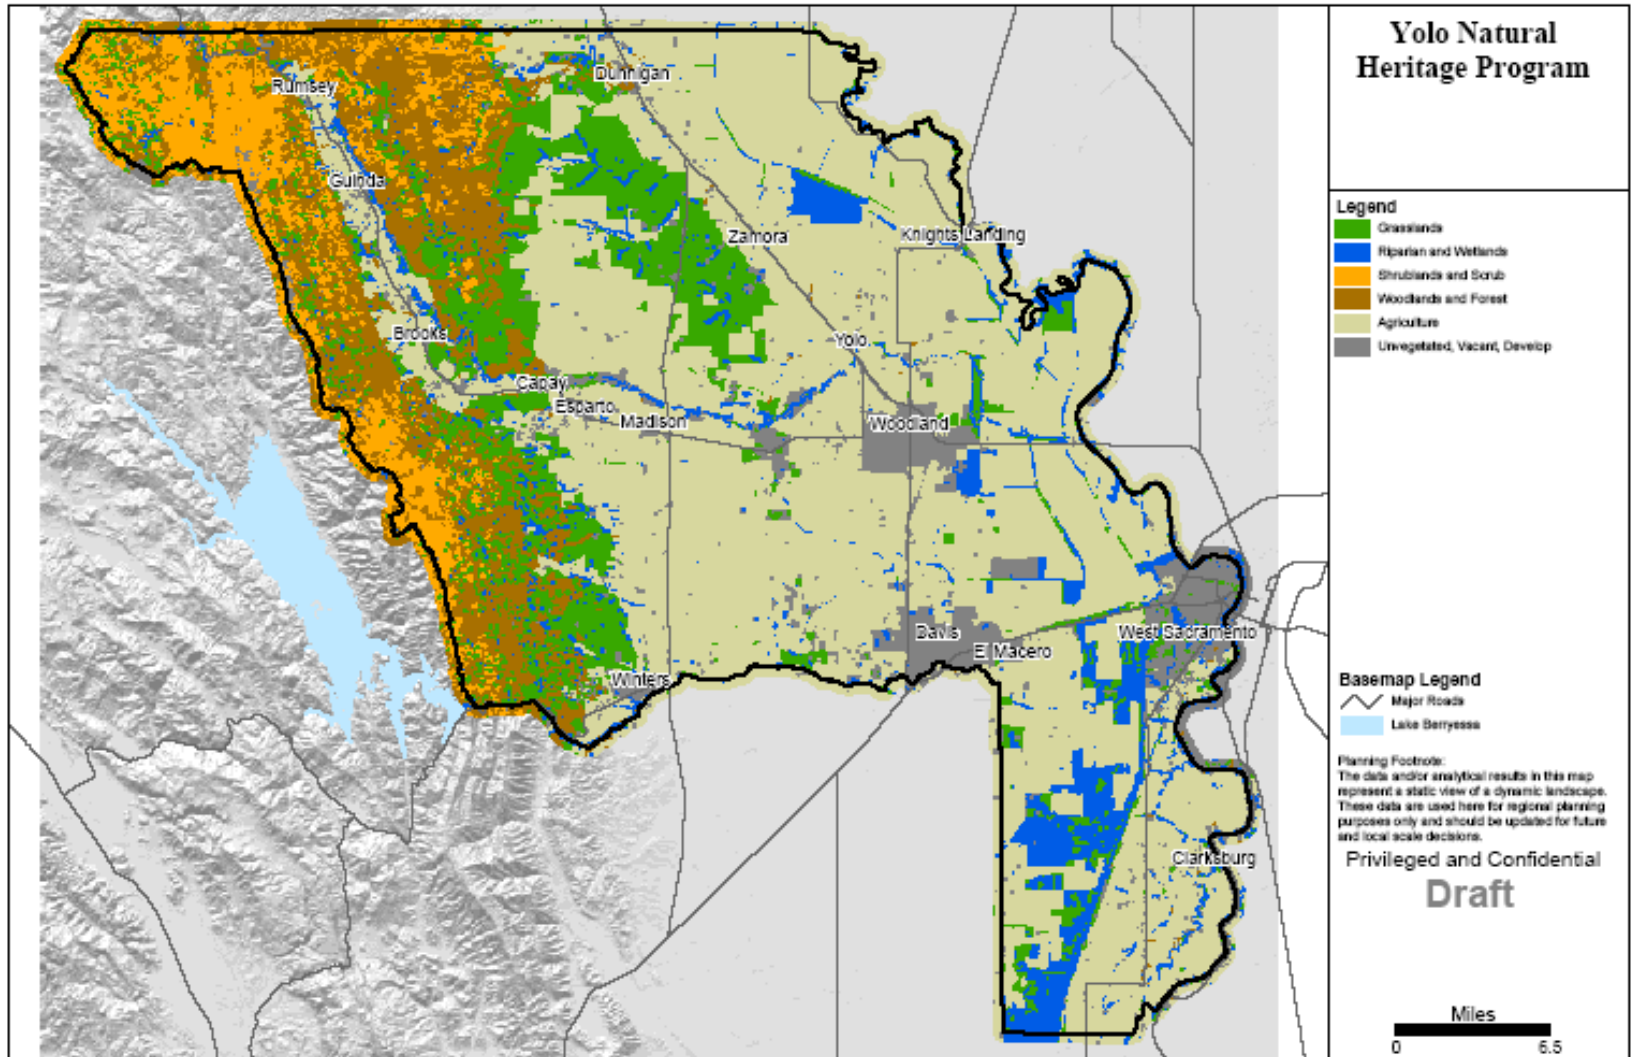 Yolo Natural
Heritage Program
Legend
Grasslands
Riparian and Wetlands
Shrublands and Scrub
Woodlands and Forest
Agriculture
Unvegetated, Vacant, Develop
Basemap Legend
Major Roads
Lake Berryessa
Planning Footnote:
The data and/or analytical results in this map
represent a static view of a dynamic landscape.
These data are used here for regional planning
purposes only and should be updated for future
and local scale decisions.
Privileged and Confidential
Draft
Miles
0 6.5
Dunnigan
Rumsey
Guinda
Zamora
Knights Landing
Brooks
Yolo
Capay
Esparto
Madison
Woodland
Davis
West Sacramento
El Macero
Winters
Clarksburg